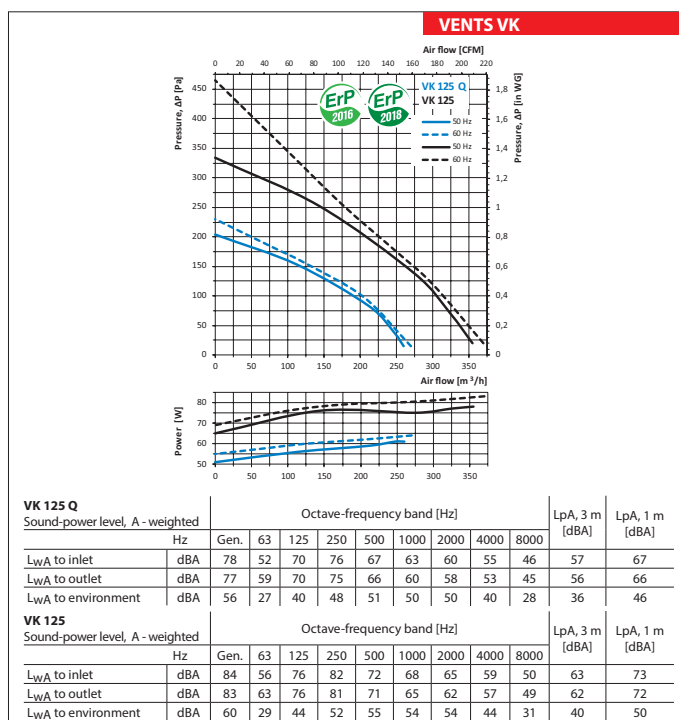 VENTS VK
Air flow [CFM]
0 20 40 60 80 100 120 140 160 180 200 220
Pressure, ΔP [Pa]
450
400
350
300
250
200
150
100
50
0
ErP
2016
ErP
2018
VK 125 Q
VK 125
50 Hz
60 Hz
50 Hz
60 Hz
1,8
1,6
1,4
1,2
1
0,8
0,6
0,4
0,2
0
Pressure, ΔP [in WG]
0 50 100 150 200 250 300 350
Air flow [m³/h]
Power [W]
80
70
60
50
0 50 100 150 200 250 300 350
VK 125 Q
Sound-power level, A - weighted
Octave-frequency band [Hz]
LpA, 3 m
[dBA]
LpA, 1 m
[dBA]
Hz Gen. 63 125 250 500 1000 2000 4000 8000
LWA to inlet dBA 78 52 70 76 67 63 60 55 46 57 67
LWA to outlet dBA 77 59 70 75 66 60 58 53 45 56 66
LWA to environment dBA 56 27 40 48 51 50 50 40 28 36 46
VK 125
Sound-power level, A - weighted
Octave-frequency band [Hz]
LpA, 3 m
[dBA]
LpA, 1 m
[dBA]
Hz Gen. 63 125 250 500 1000 2000 4000 8000
LWA to inlet dBA 84 56 76 82 72 68 65 59 50 63 73
LWA to outlet dBA 83 63 76 81 71 65 62 57 49 62 72
LWA to environment dBA 60 29 44 52 55 54 54 44 31 40 50